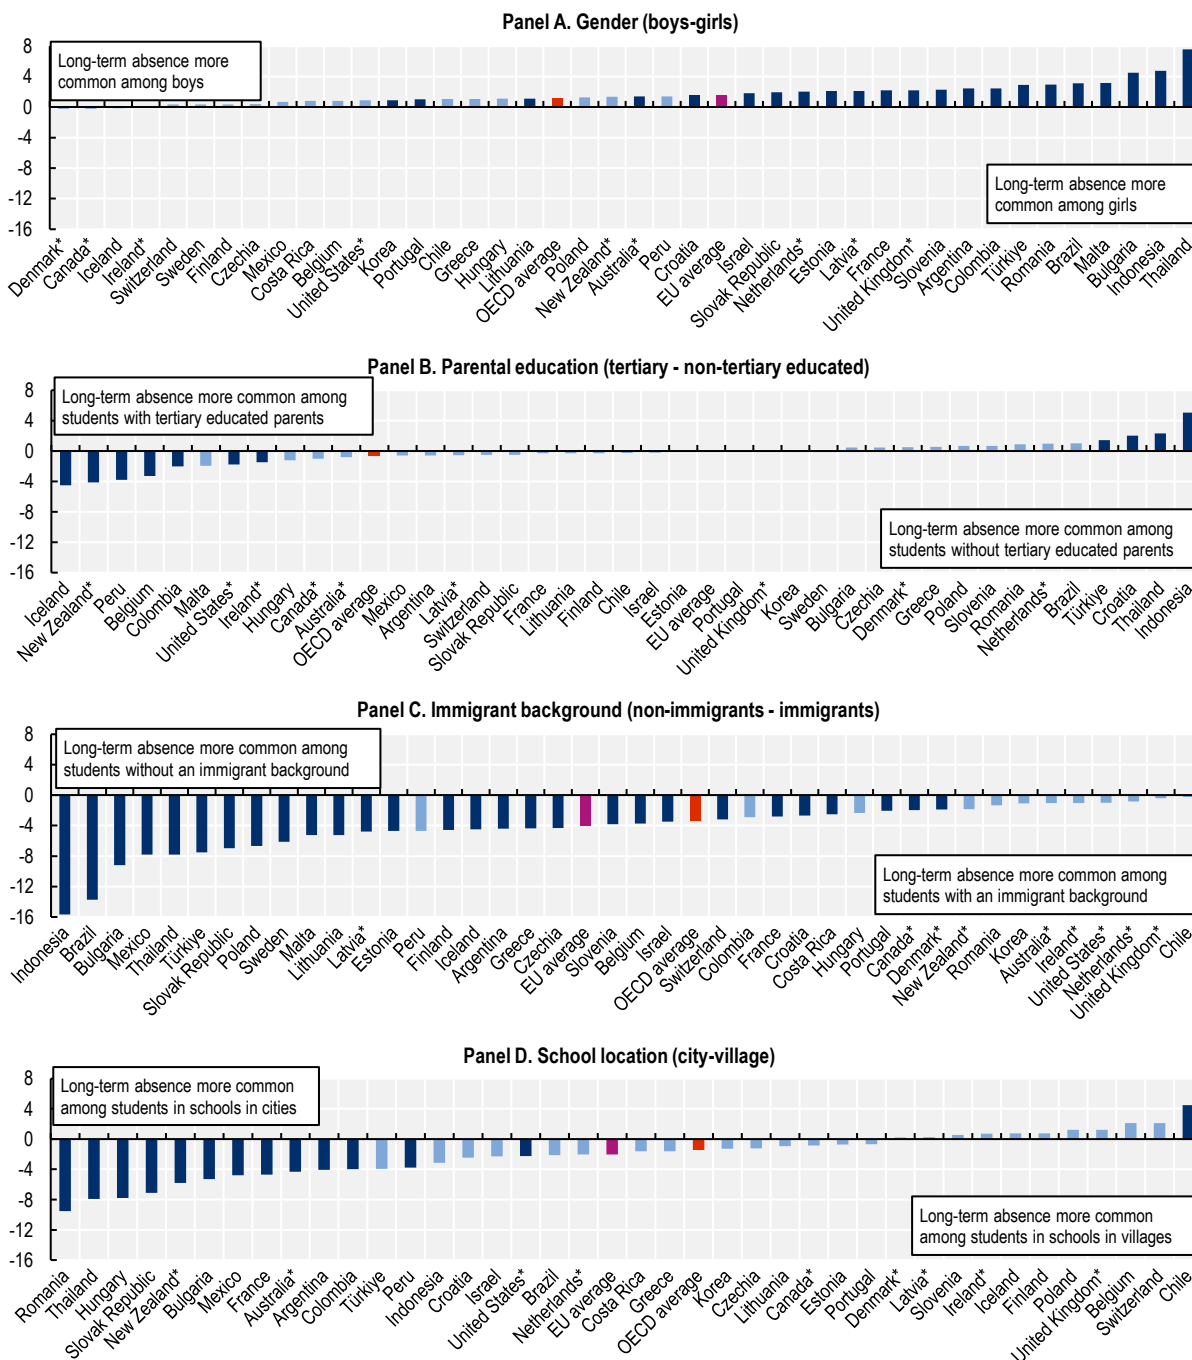 Panel A. Gender (boys-girls)
8
4
0
-4
-8
-12
-16
Long-term absence more
common among boys
Long-term absence more
common among girls
Denmark*
Canada*
Iceland
Ireland*
Switzerland
Sweden
Finland
Czechia
Mexico
Costa Rica
Belgium
United States*
Korea
Portugal
Chile
Greece
Hungary
Lithuania
OECD average
Poland
New Zealand*
Australia*
Peru
Croatia
EU average
Israel
Slovak Republic
Netherlands*
Estonia
Latvia*
France
United Kingdom*
Slovenia
Argentina
Colombia
Türkiye
Romania
Brazil
Malta
Bulgaria
Indonesia
Thailand
Panel B. Parental education (tertiary - non-tertiary educated)
8
4
0
-4
-8
-12
-16
Long-term absence more common among
students with tertiary educated parents
Long-term absence more common among
students without tertiary educated parents
Iceland
New Zealand*
Peru
Belgium
Colombia
Malta
United States*
Ireland*
Hungary
Canada*
Australia*
OECD average
Mexico
Argentina
Latvia*
Switzerland
Slovak Republic
France
Lithuania
Finland
Chile
Israel
Estonia
EU average
Portugal
United Kingdom*
Korea
Sweden
Bulgaria
Czechia
Denmark*
Greece
Poland
Slovenia
Romania
Netherlands*
Brazil
Türkiye
Croatia
Thailand
Indonesia
Panel C. Immigrant background (non-immigrants - immigrants)
8
4
0
-4
-8
-12
-16
Long-term absence more common among
students without an immigrant background
Long-term absence more common among
students with an immigrant background
Indonesia
Brazil
Bulgaria
Mexico
Thailand
Türkiye
Slovak Republic
Poland
Sweden
Malta
Lithuania
Latvia*
Estonia
Peru
Finland
Iceland
Argentina
Greece
Czechia
EU average
Slovenia
Belgium
Israel
OECD average
Switzerland
Colombia
France
Croatia
Costa Rica
Hungary
Portugal
Canada*
Denmark*
New Zealand*
Romania
Korea
Australia*
Ireland*
United States*
Netherlands*
United Kingdom*
Chile
Panel D. School location (city-village)
8
4
0
-4
-8
-12
-16
Long-term absence more common
among students in schools in cities
Long-term absence more common
among students in schools in villages
Romania
Thailand
Hungary
Slovak Republic
New Zealand*
Bulgaria
Mexico
France
Australia*
Argentina
Colombia
Türkiye
Peru
Indonesia
Croatia
Israel
United States*
Brazil
Netherlands*
EU average
Costa Rica
Greece
OECD average
Korea
Czechia
Lithuania
Canada*
Estonia
Portugal
Denmark*
Latvia*
Slovenia
Ireland*
Iceland
Finland
Poland
United Kingdom*
Belgium
Switzerland
Chile